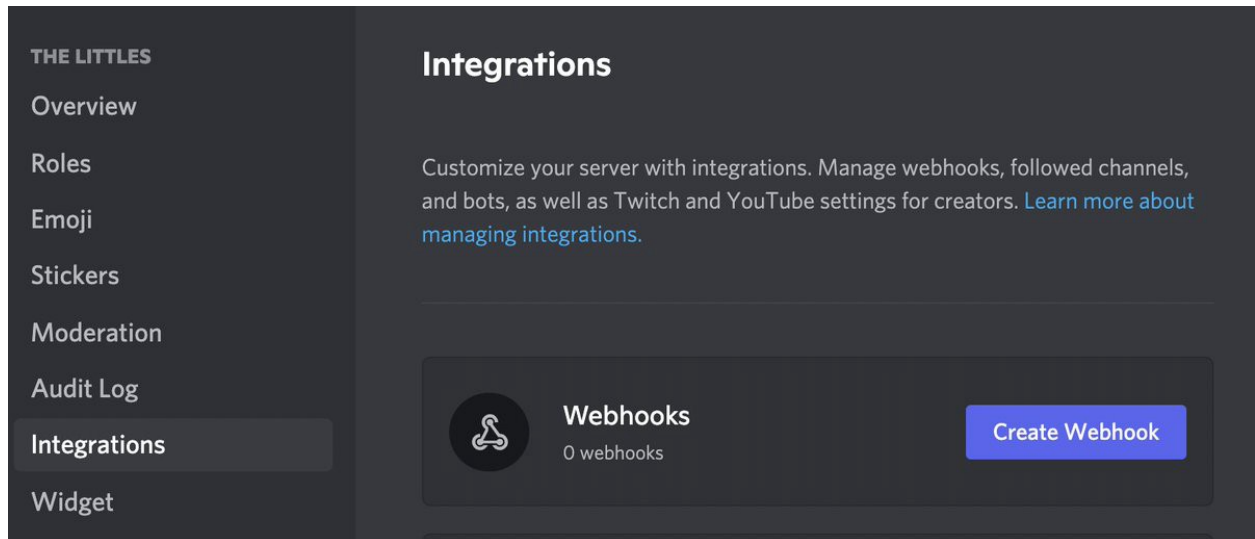 THE LITTLES
Overview
Roles
Emoji
Stickers
Moderation
Audit Log
Integrations
Widget
Integrations
Customize your server with integrations. Manage webhooks, followed channels,
and bots, as well as Twitch and YouTube settings for creators. Learn more about
managing integrations.
Webhooks
0 webhooks
Create Webhook